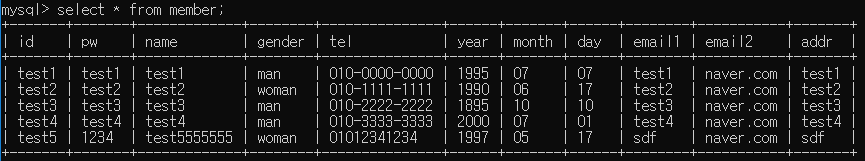 mysql> select * from member;
+-------+------+-------------+--------+---------------+------+-------+-----+--------+-----------+-------+
| id | pw | name | gender | tel | year | month | day | email1 | email2 | addr |
+-------+------+-------------+--------+---------------+------+-------+-----+--------+-----------+-------+
| test1 | test1 | test1 | man | 010-0000-0000 | 1995 | 07 | 07 | test1 | naver.com | test1 |
| test2 | test2 | test2 | woman | 010-1111-1111 | 1990 | 06 | 17 | test2 | naver.com | test2 |
| test3 | test3 | test3 | man | 010-2222-2222 | 1895 | 10 | 10 | test3 | naver.com | test3 |
| test4 | test4 | test4 | man | 010-3333-3333 | 2000 | 07 | 01 | test4 | naver.com | test4 |
| test5 | 1234 | test5555555 | woman | 01012341234 | 1997 | 05 | 17 | sdf | naver.com | sdf |
+-------+------+-------------+--------+---------------+------+-------+-----+--------+-----------+-------+